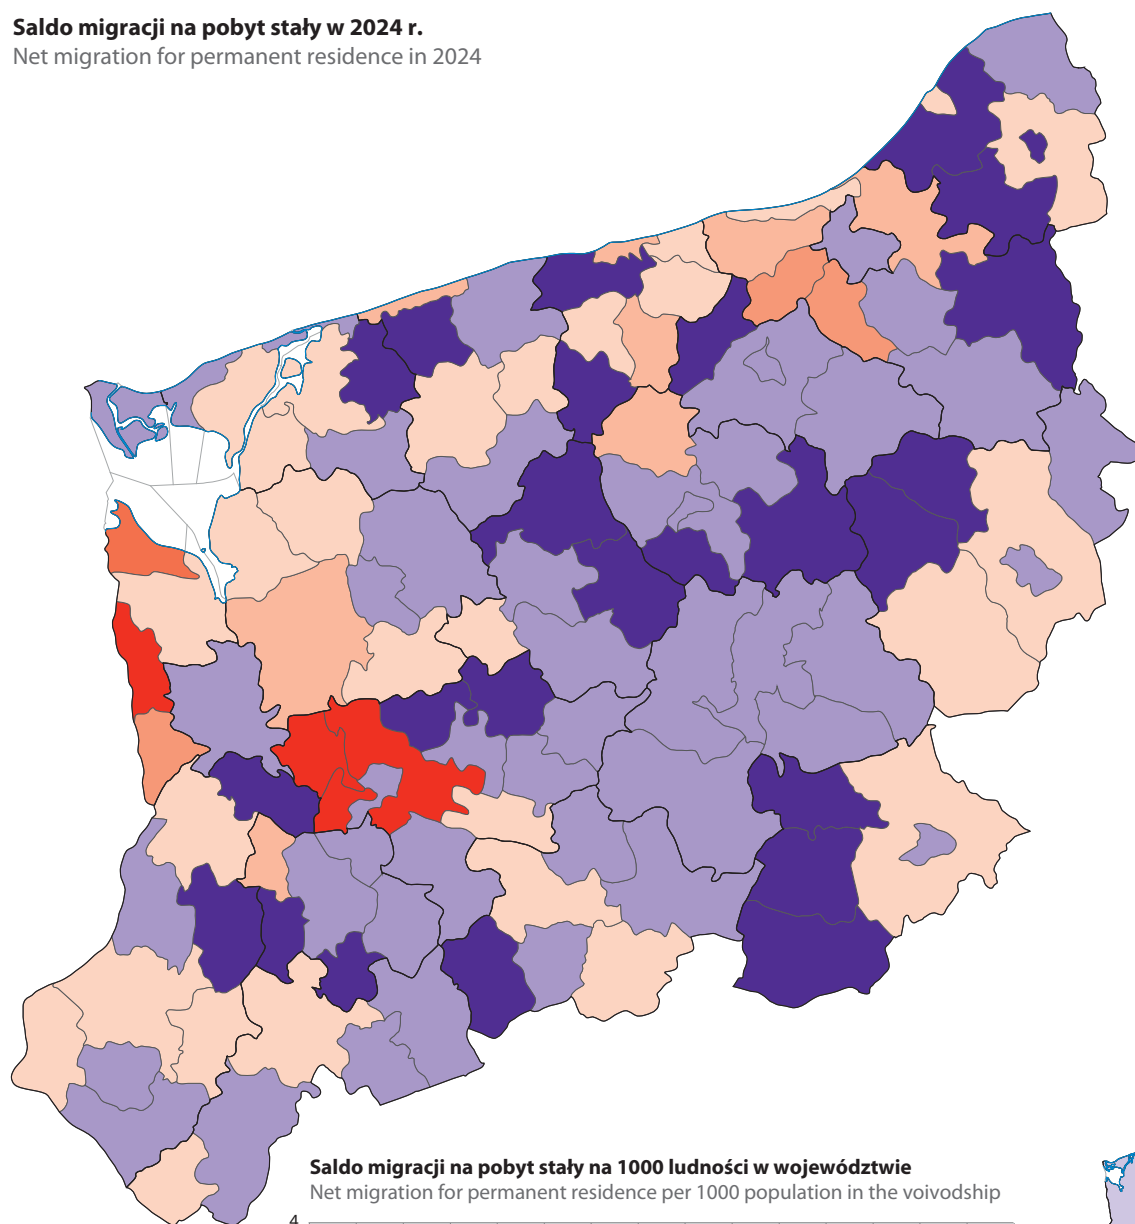 Saldo migracji na pobyt stały w 2024 r.
Net migration for permanent residence in 2024
Saldo migracji na pobyt stały na 1000 ludności w województwie
Net migration for permanent residence per 1000 population in the voivodship
4